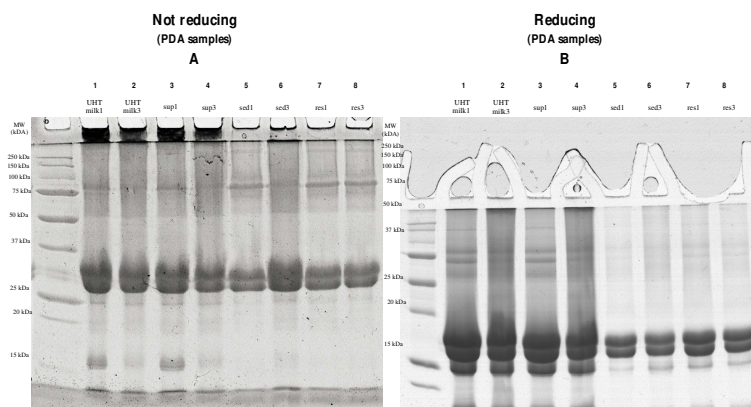 Not reducing
(PDA samples)
A
1 2 3 4 5 6 7 8
UHT milk1 UHT milk3 sup1 sup3 sed1 sed3 res1 res3
MW (kDA)
250 kDa
150 kDa
100 kDa
75 kDa
50 kDa
37 kDa
25 kDa
20 kDa
15 kDa
Reducing
(PDA samples)
B
1 2 3 4 5 6 7 8
UHT milk1 UHT milk3 sup1 sup3 sed1 sed3 res1 res3
MW (kDA)
250 kDa
150 kDa
100 kDa
75 kDa
50 kDa
37 kDa
25 kDa
20 kDa
15 kDa